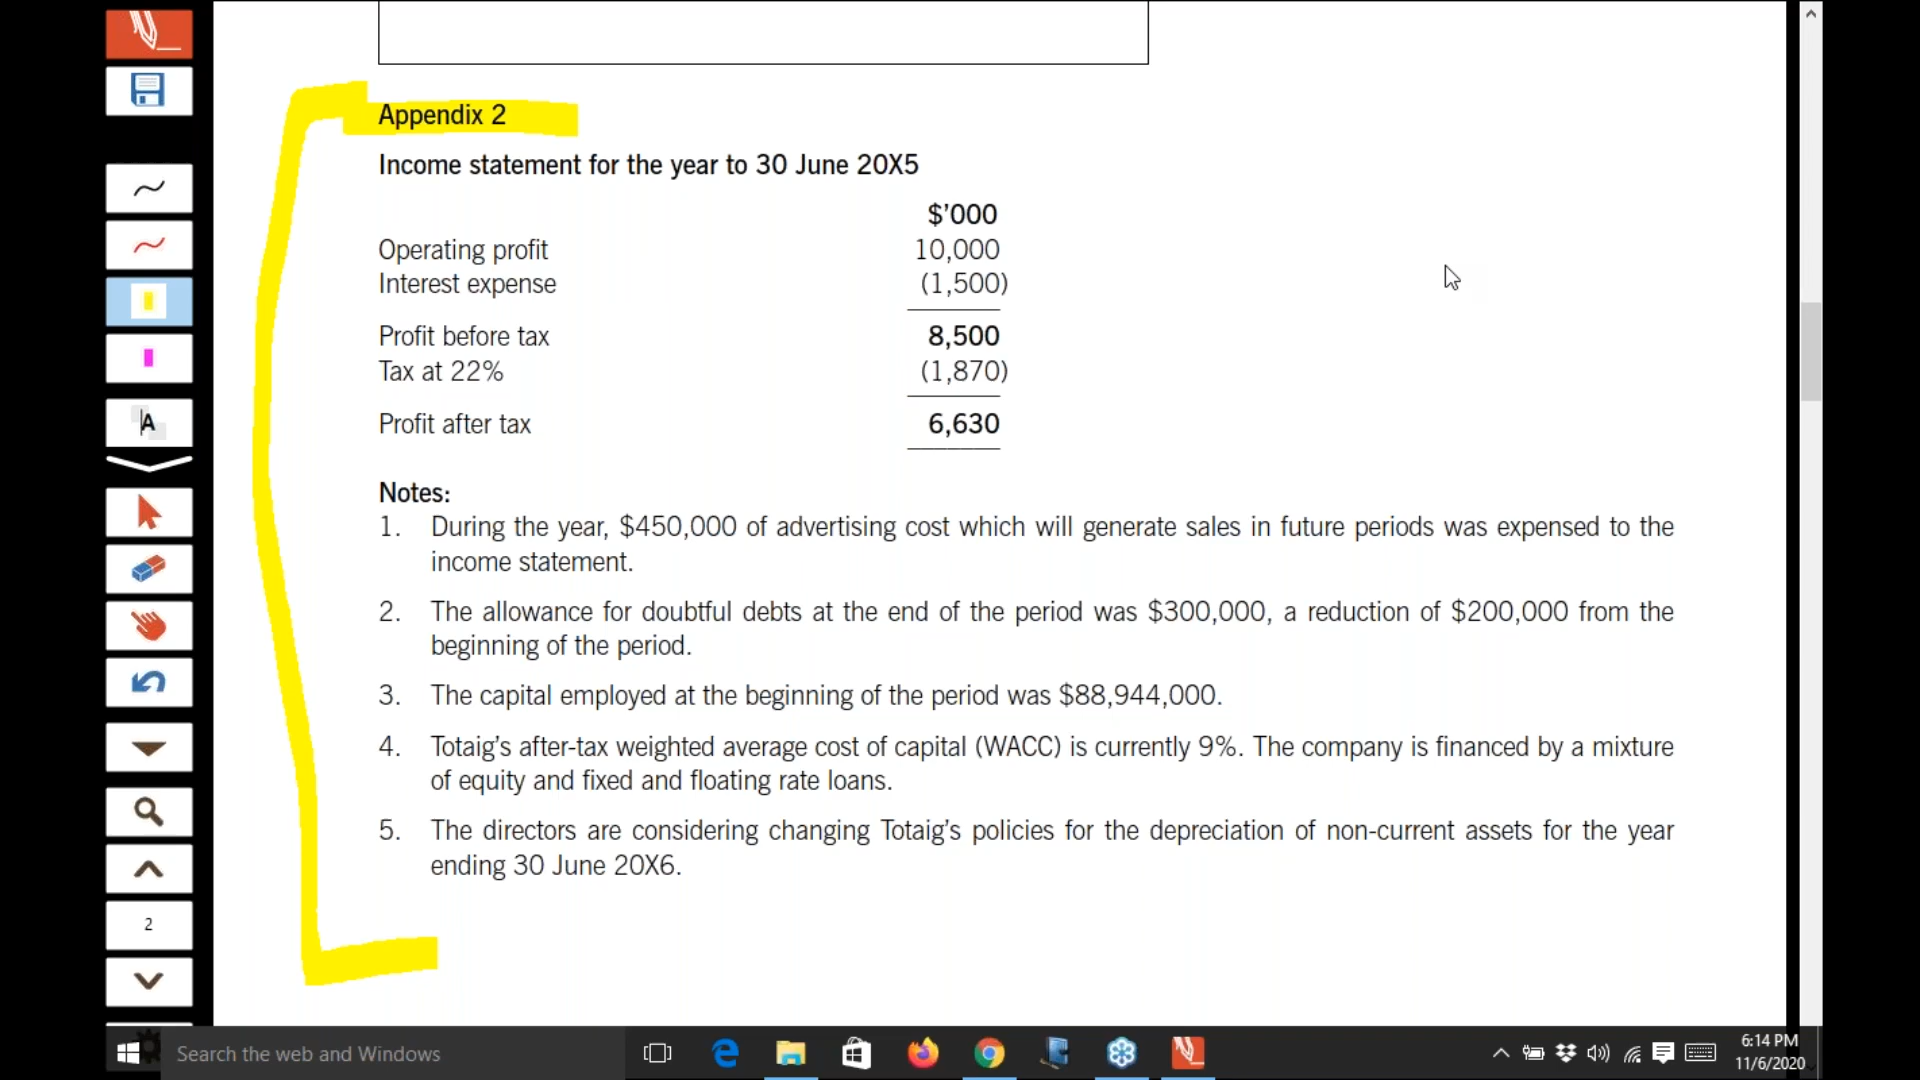 Appendix 2
Income statement for the year to 30 June 20X5
$'000
Operating profit 10,000
Interest expense (1,500)
Profit before tax 8,500
Tax at 22% (1,870)
Profit after tax 6,630
Notes:
1. During the year, $450,000 of advertising cost which will generate sales in future periods was expensed to the
income statement.
2. The allowance for doubtful debts at the end of the period was $300,000, a reduction of $200,000 from the
beginning of the period.
3. The capital employed at the beginning of the period was $88,944,000.
4. Totaig's after-tax weighted average cost of capital (WACC) is currently 9%. The company is financed by a mixture
of equity and fixed and floating rate loans.
5. The directors are considering changing Totaig's policies for the depreciation of non-current assets for the year
ending 30 June 20X6.
A
2
Search the web and Windows
6:14 PM
11/6/2020